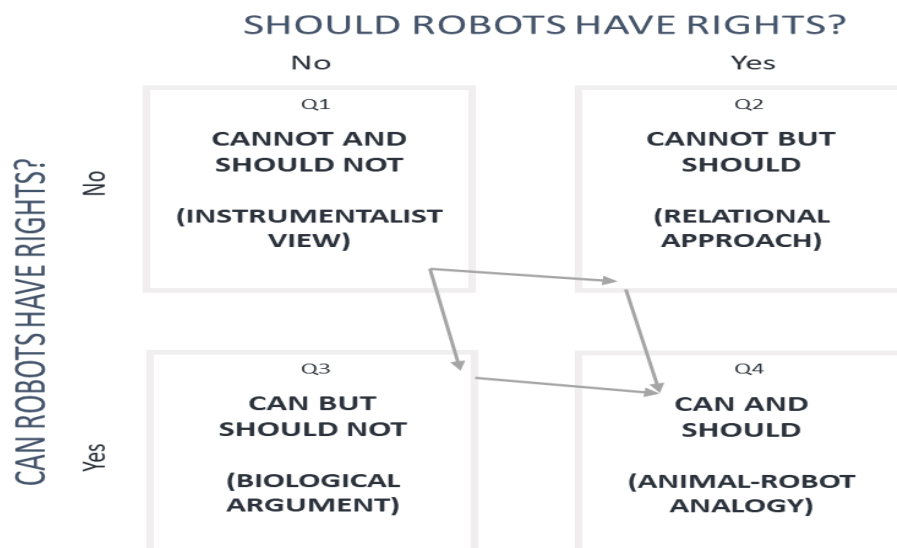 SHOULD ROBOTS HAVE RIGHTS?
No
Yes
CAN ROBOTS HAVE RIGHTS?
No
Q1
CANNOT AND
SHOULD NOT
(INSTRUMENTALIST
VIEW)
Q2
CANNOT BUT
SHOULD
(RELATIONAL
APPROACH)
Yes
Q3
CAN BUT
SHOULD NOT
(BIOLOGICAL
ARGUMENT)
Q4
CAN AND
SHOULD
(ANIMAL-ROBOT
ANALOGY)